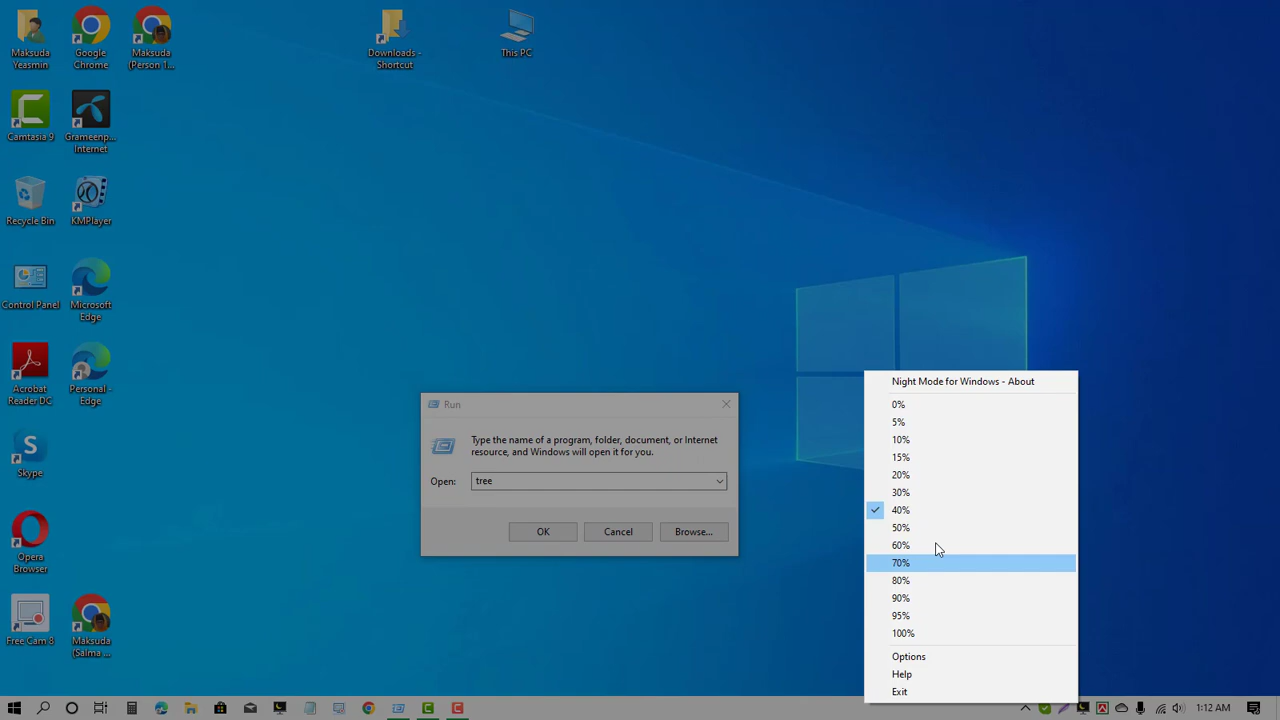 Maksuda
Yeasmin
Google
Chrome
Maksuda
(Person 1...
Downloads -
Shortcut
This PC
Camtasia 9
Grameenp...
Internet
Recycle Bin
KMPlayer
Control Panel
Microsoft
Edge
Acrobat
Reader DC
Personal -
Edge
Skype
Opera
Browser
Free Cam 8
Maksuda
(Salma ...
Run
Type the name of a program, folder, document, or Internet
resource, and Windows will open it for you.
Open: tree
OK Cancel Browse...
Night Mode for Windows - About
0%
5%
10%
15%
20%
30%
40%
50%
60%
70%
80%
90%
95%
100%
Options
Help
Exit
1:12 AM